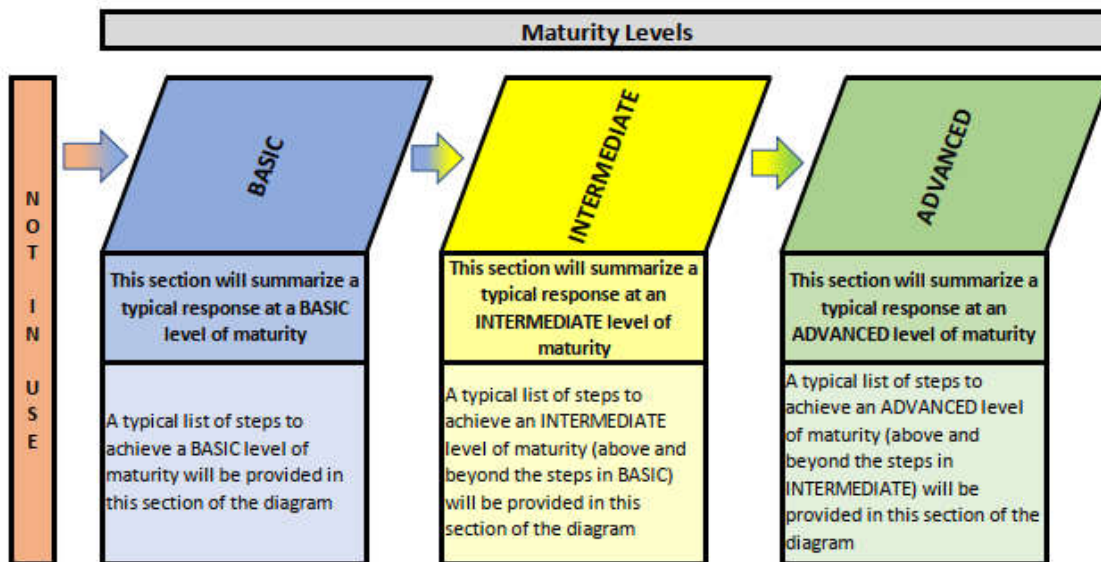 Maturity Levels
NOT IN USE
BASIC
INTERMEDIATE
ADVANCED
This section will summarize a
typical response at a BASIC
level of maturity
This section will summarize a
typical response at an
INTERMEDIATE level of
maturity
This section will summarize a
typical response at an
ADVANCED level of maturity
A typical list of steps to
achieve a BASIC level of
maturity will be provided in
this section of the diagram
A typical list of steps to
achieve an INTERMEDIATE
level of maturity (above and
beyond the steps in BASIC)
will be provided in this
section of the diagram
A typical list of steps to
achieve an ADVANCED level
of maturity (above and
beyond the steps in
INTERMEDIATE) will be
provided in this section of the
diagram